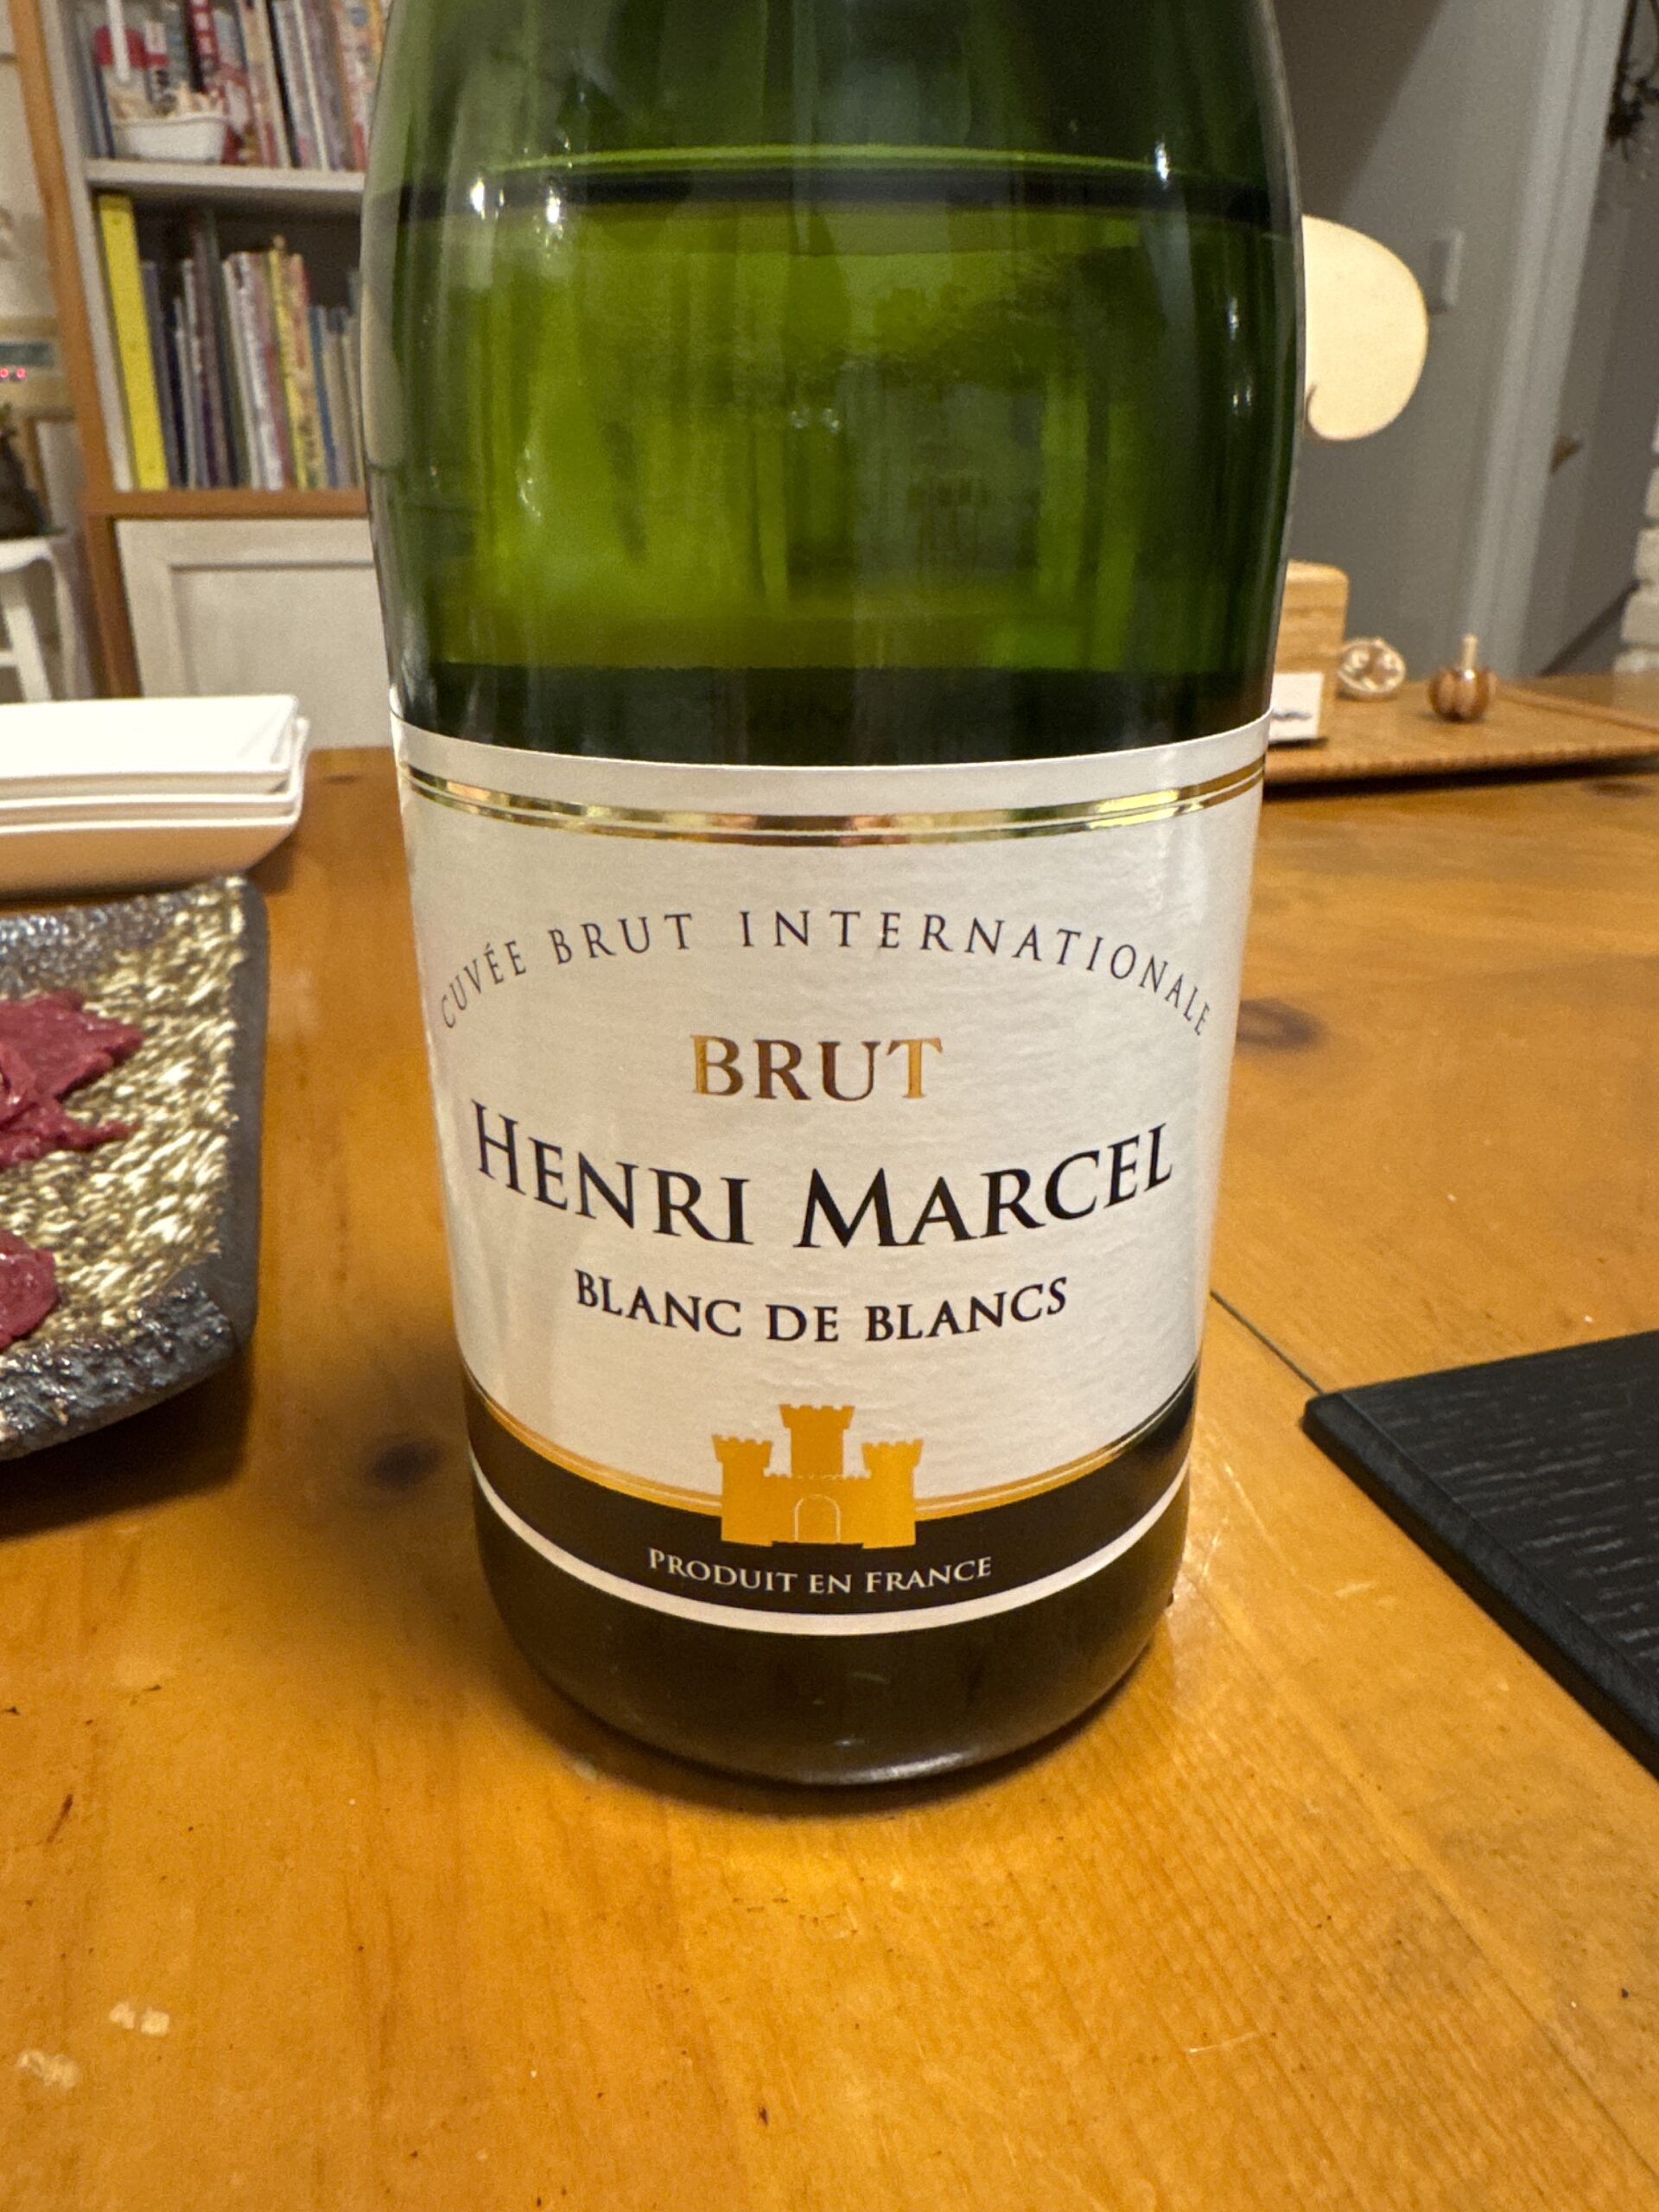 CUVÉE BRUT INTERNATIONALE
BRUT
HENRI MARCEL
BLANC DE BLANCS
PRODUIT EN FRANCE